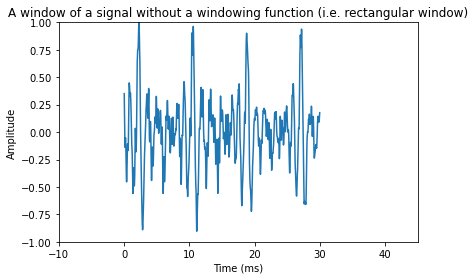 A window of a signal without a windowing function (i.e. rectangular window)
1.00
0.75
0.50
0.25
0.00
−0.25
−0.50
−0.75
−1.00
Amplitude
−10 0 10 20 30 40
Time (ms)